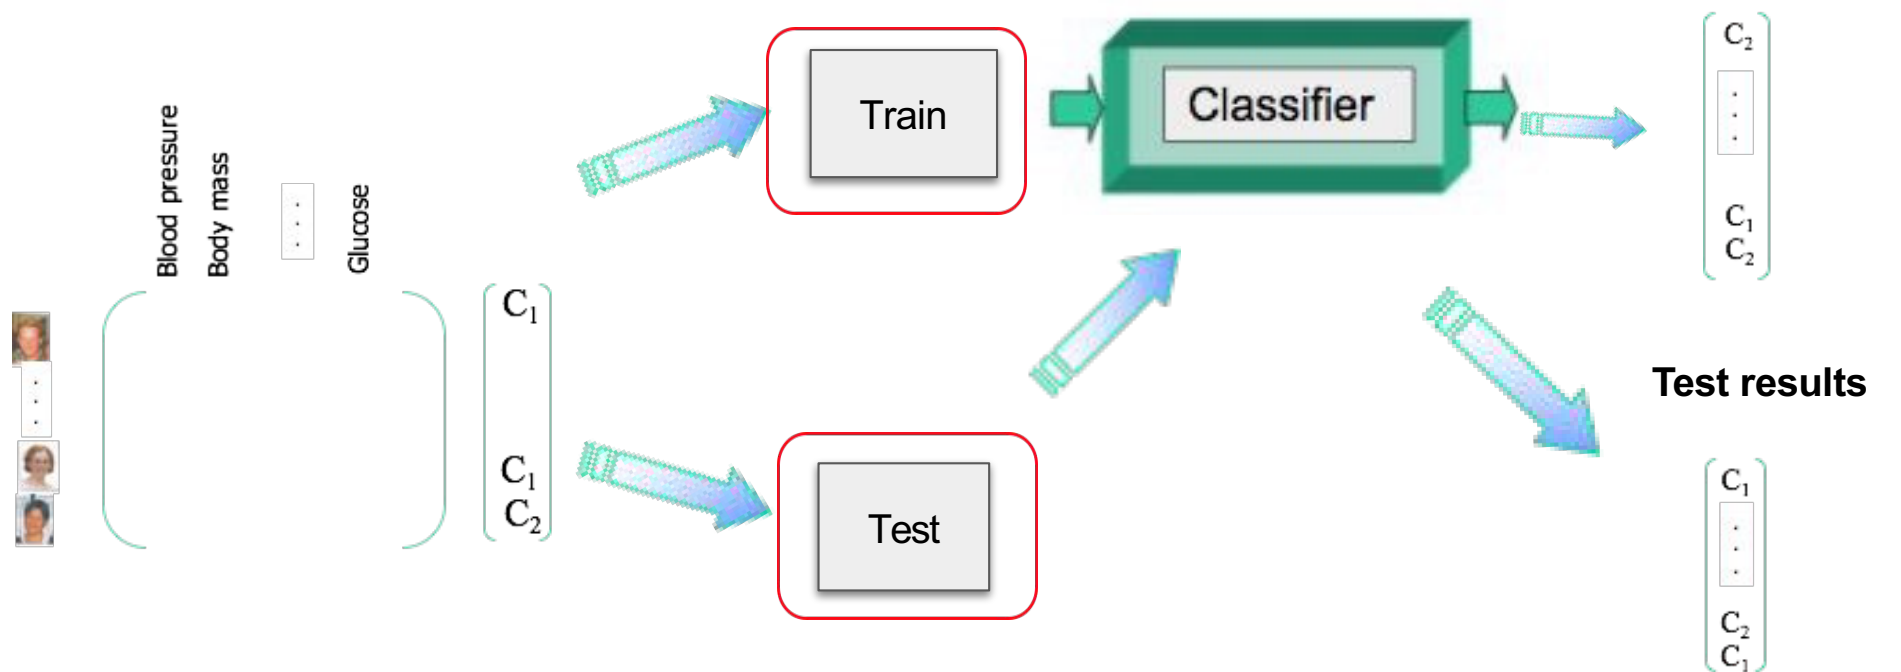 Blood pressure
Body mass
Glucose
C1
C1
C2
Train
Test
Classifier
C2
C1
C2
Test results
C1
C2
C1